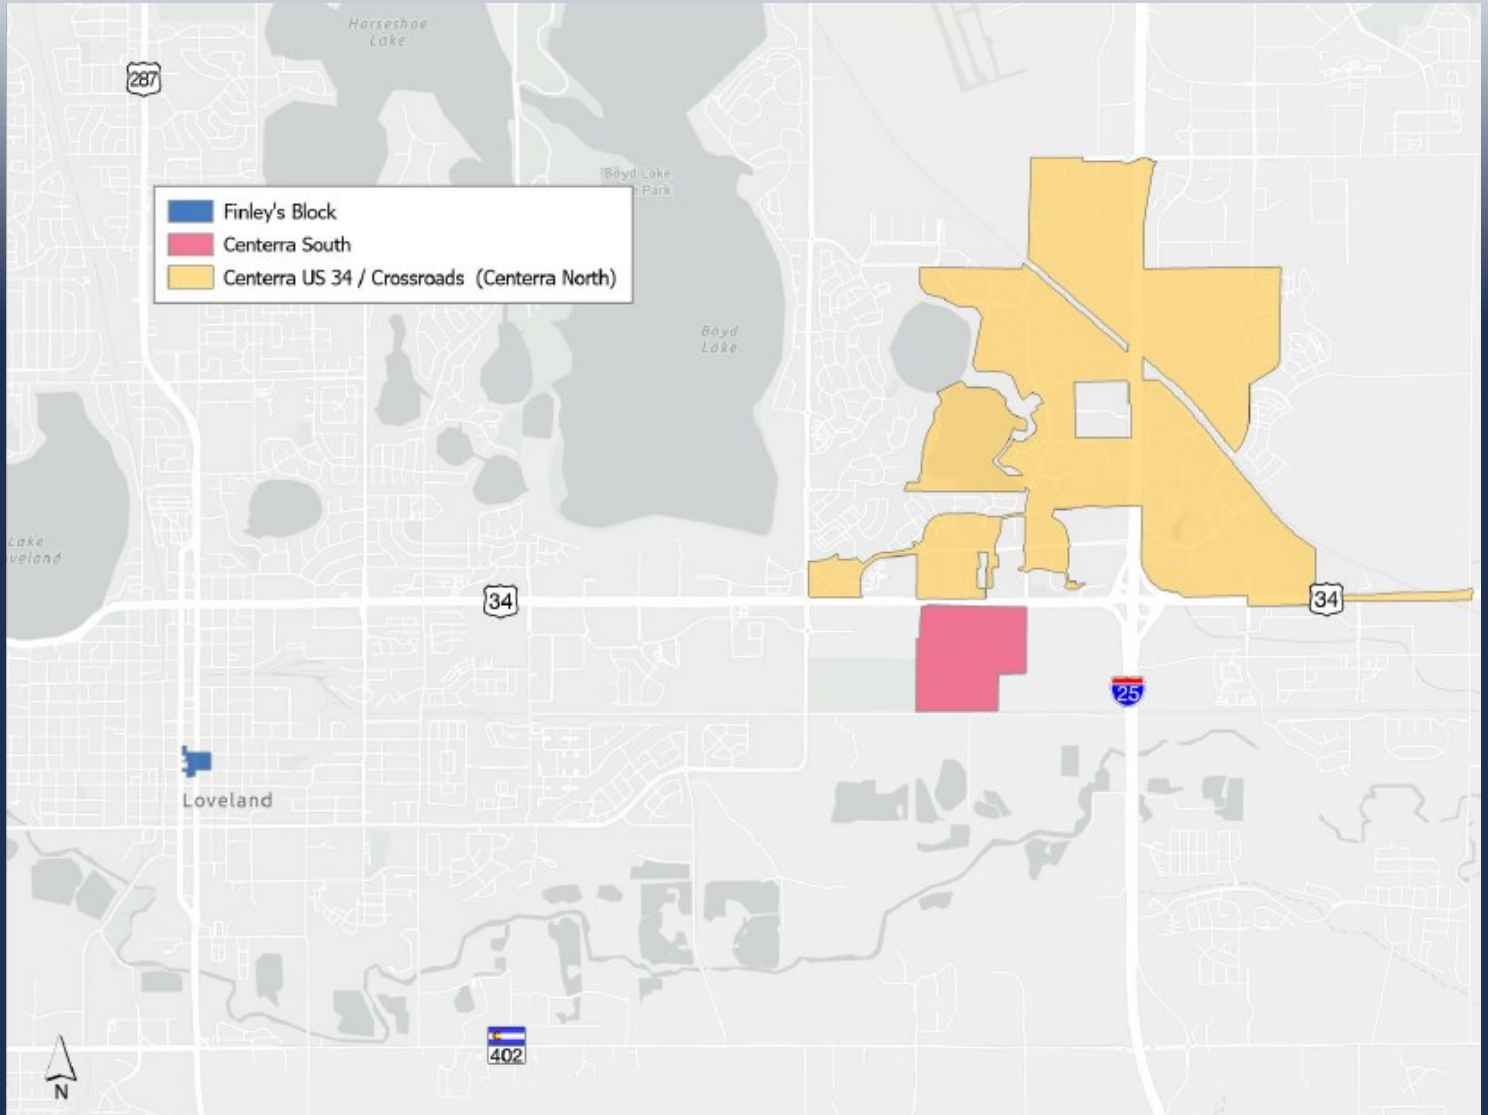 Horseshoe
Lake
287
Boyd Lake
Park
Finley's Block
Centerra South
Centerra US 34 / Crossroads (Centerra North)
Boyd
Lake
Lake
34
34
25
Loveland
402
N